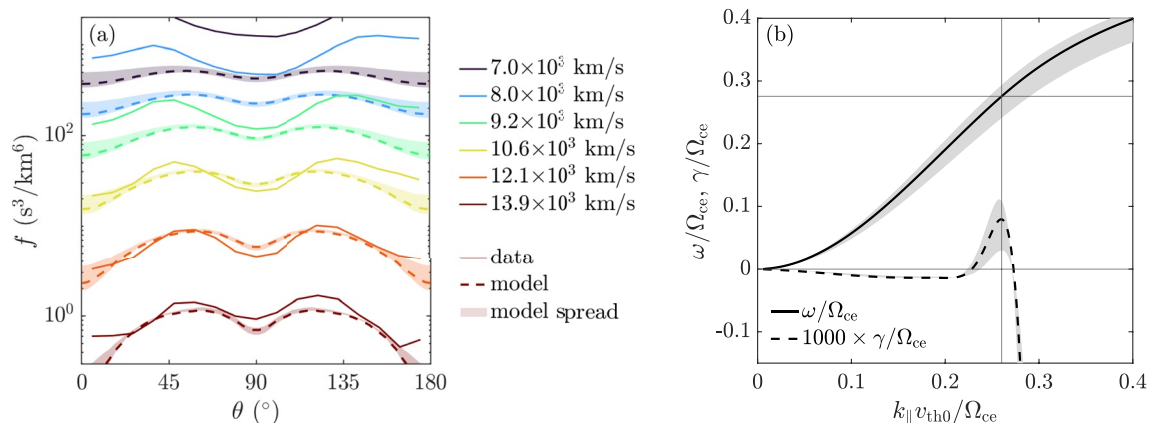 (a)
f (s³/km⁶)
10²
10¹
10⁰
0 45 90 135 180
θ (°)
7.0×10³ km/s
8.0×10³ km/s
9.2×10³ km/s
10.6×10³ km/s
12.1×10³ km/s
13.9×10³ km/s
data
model
model spread
(b)
ω/Ωce, γ/Ωce
0.4
0.3
0.2
0.1
0
-0.1
ω/Ωce
1000 × γ/Ωce
0 0.1 0.2 0.3 0.4
k∥vth0/Ωce